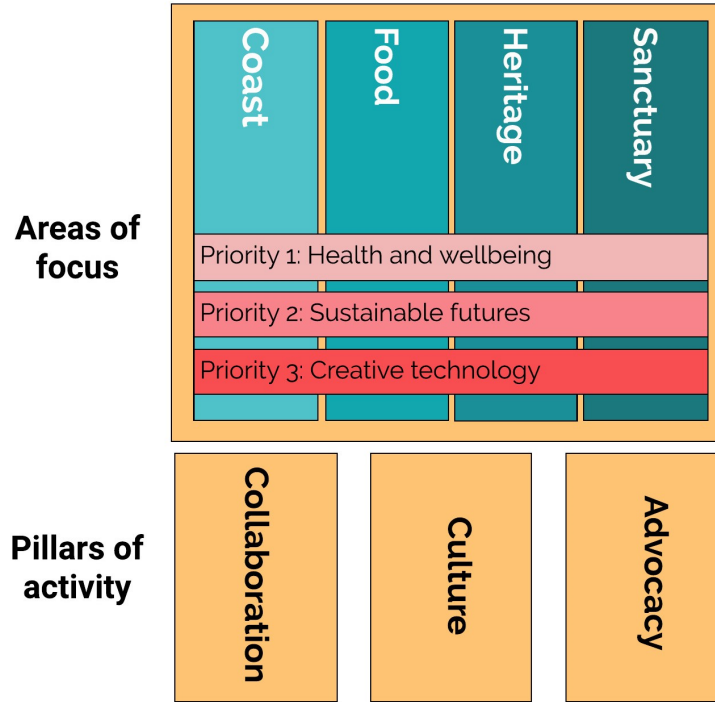 Coast
Food
Heritage
Sanctuary
Areas of
focus
Priority 1: Health and wellbeing
Priority 2: Sustainable futures
Priority 3: Creative technology
Pillars of
activity
Collaboration
Culture
Advocacy